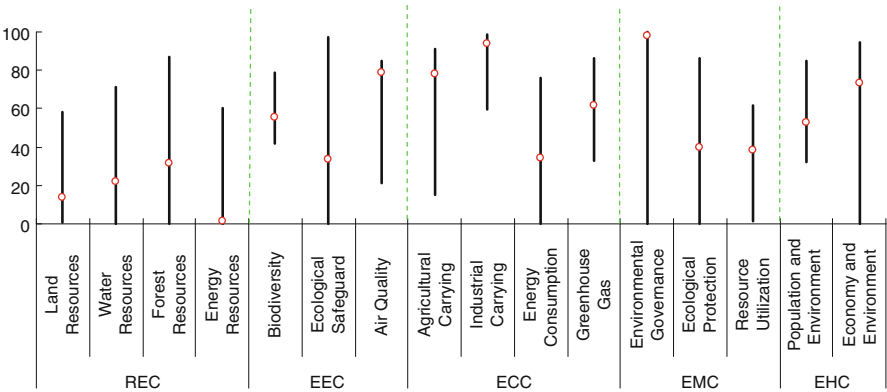 100
80
60
40
20
0
Land
Resources
Water
Resources
Forest
Resources
Energy
Resources
Biodiversity
Ecological
Safeguard
Air Quality
Agricultural
Carrying
Industrial
Carrying
Energy
Consumption
Greenhouse
Gas
Environmental
Governance
Ecological
Protection
Resource
Utilization
Population and
Environment
Economy and
Environment
REC
EEC
ECC
EMC
EHC